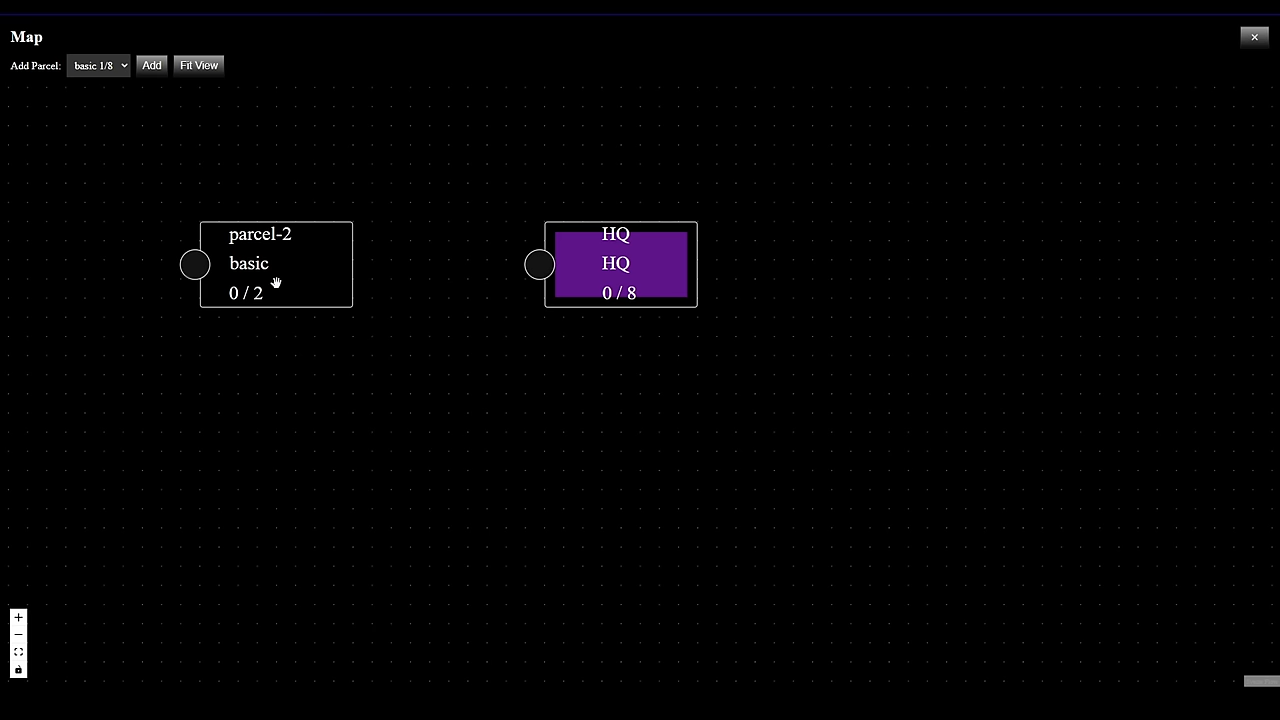 Map
×
Add Parcel: basic 1/8 Add Fit View
parcel-2
basic
0 / 2
HQ
HQ
0 / 8